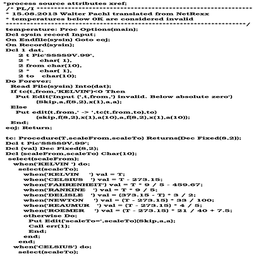 *process source attributes xref;
/* PL/I *************************************************************
* 15.08.2013 Walter Pachl translated from NetRexx
* temperatures below 0K are considered invalid
*********************************************************************/
temperature: Proc Options(main);
Dcl sysin record Input;
On Endfile(sysin) Goto eoj;
On Record(sysin);
Dcl 1 dat,
2 t Pic'SSSS9V.99',
2 * char( 1),
2 from char(10),
2 * char( 1),
2 to char(10);
Do Forever;
Read File(sysin) Into(dat);
If tc(t,from,'KELVIN')<0 Then
Put Edit('Input (',t,from,') invalid. Below absolute zero')
(Skip,a,f(8,2),x(1),a,a);
Else
Put edit(t,from,' -> ',tc(t,from,to),to)
(skip,f(8,2),x(1),a(10),a,f(8,2),x(1),a(10));
End;
eoj: Return;
tc: Procedure(T,scaleFrom,scaleTo) Returns(Dec Fixed(8,2));
Dcl t Pic'SSSS9V.99';
Dcl (val) Dec Fixed(8,2);
Dcl (scaleFrom,scaleTo) Char(10);
select(scaleFrom);
when('KELVIN ') do;
select(scaleTo);
when('KELVIN ') val = T;
when('CELSIUS ') val = T - 273.15;
when('FAHRENHEIT') val = T * 9 / 5 - 459.67;
when('RANKINE ') val = T * 9 / 5;
when('DELISLE ') val = (373.15 - T) * 3 / 2;
when('NEWTON ') val = (T - 273.15) * 33 / 100;
when('REAUMUR ') val = (T - 273.15) * 4 / 5;
when('ROEMER ') val = (T - 273.15) * 21 / 40 + 7.5;
otherwise Do;
Put Edit('scaleTo=',scaleTo)(Skip,a,a);
Call err(1);
End;
end;
end;
when('CELSIUS') do;
select(scaleTo);